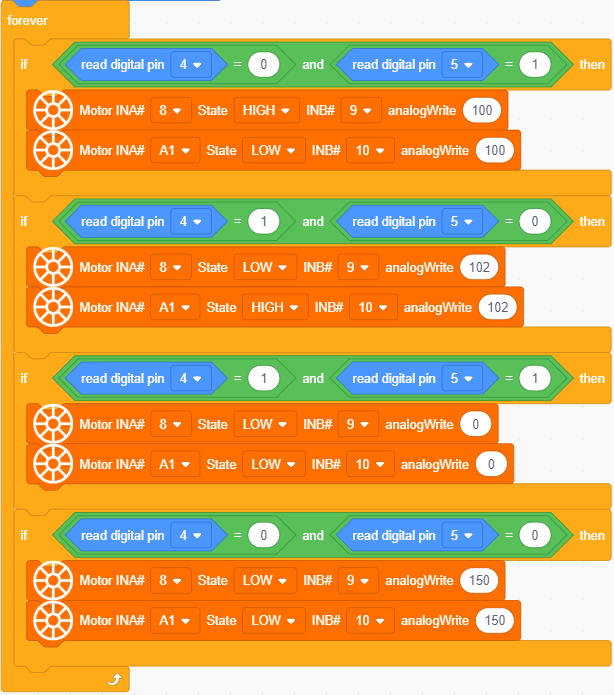 forever
if read digital pin 4 = 0 and read digital pin 5 = 1 then
Motor INA# 8 State HIGH INB# 9 analogWrite 100
Motor INA# A1 State LOW INB# 10 analogWrite 100
if read digital pin 4 = 1 and read digital pin 5 = 0 then
Motor INA# 8 State LOW INB# 9 analogWrite 102
Motor INA# A1 State HIGH INB# 10 analogWrite 102
if read digital pin 4 = 1 and read digital pin 5 = 1 then
Motor INA# 8 State LOW INB# 9 analogWrite 0
Motor INA# A1 State LOW INB# 10 analogWrite 0
if read digital pin 4 = 0 and read digital pin 5 = 0 then
Motor INA# 8 State LOW INB# 9 analogWrite 150
Motor INA# A1 State LOW INB# 10 analogWrite 150